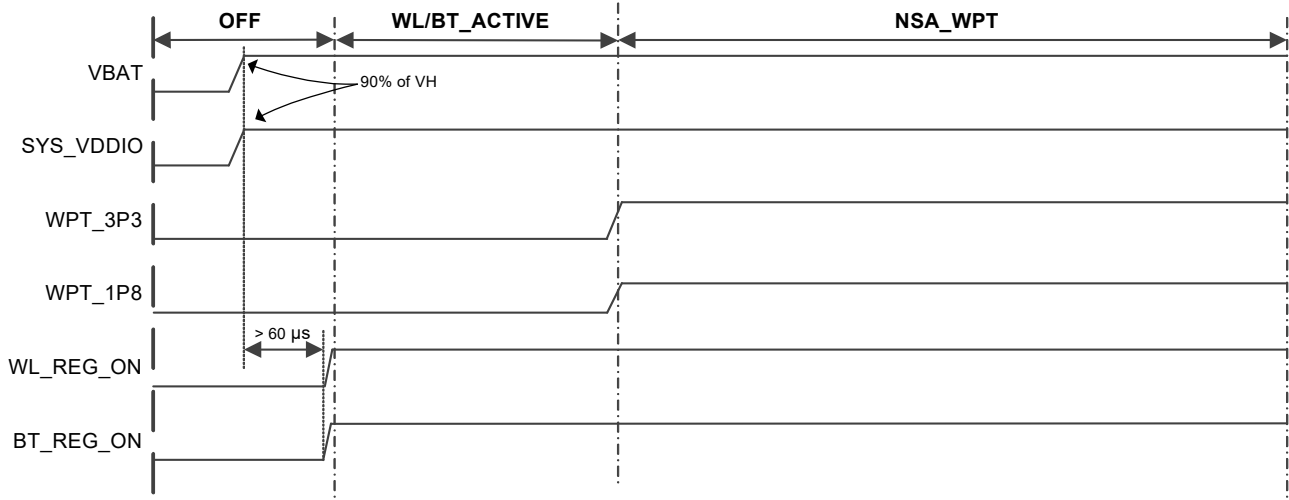 OFF
WL/BT_ACTIVE
NSA_WPT
VBAT
90% of VH
SYS_VDDIO
WPT_3P3
WPT_1P8
> 60 µs
WL_REG_ON
BT_REG_ON